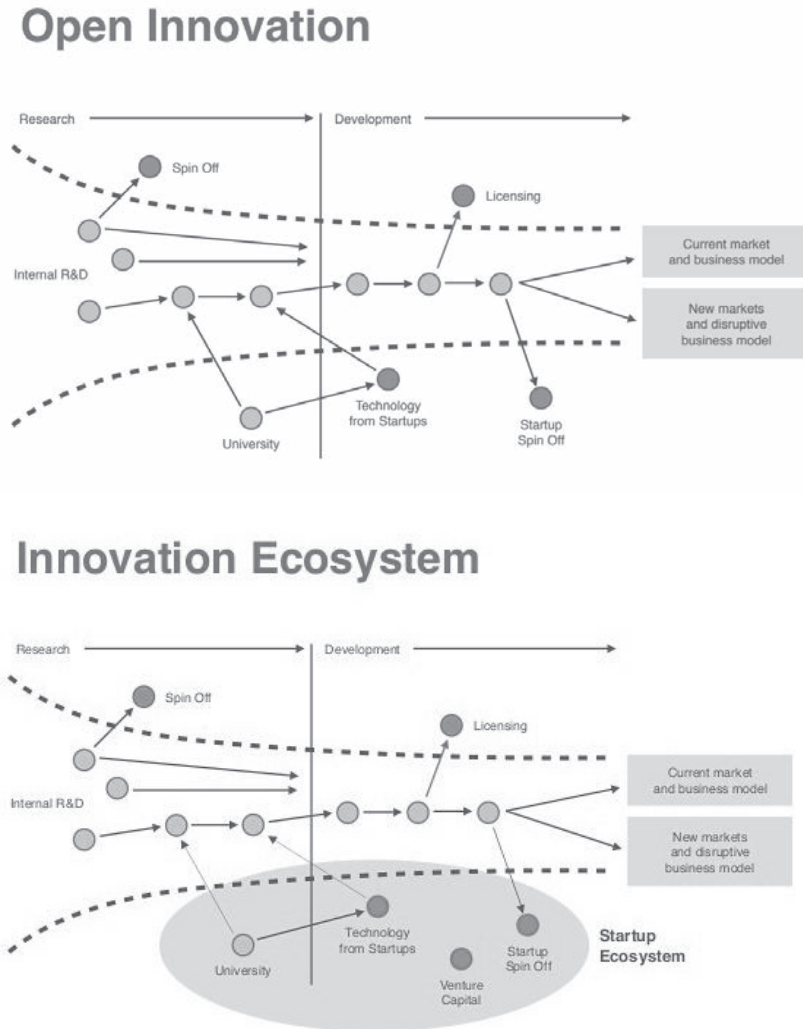 Open Innovation
Research
Development
Spin Off
Licensing
Internal R&D
Current market
and business model
New markets
and disruptive
business model
Technology
from Startups
University
Startup
Spin Off
Innovation Ecosystem
Research
Development
Spin Off
Licensing
Internal R&D
Current market
and business model
New markets
and disruptive
business model
Technology
from Startups
University
Startup
Spin Off
Venture
Capital
Startup
Ecosystem